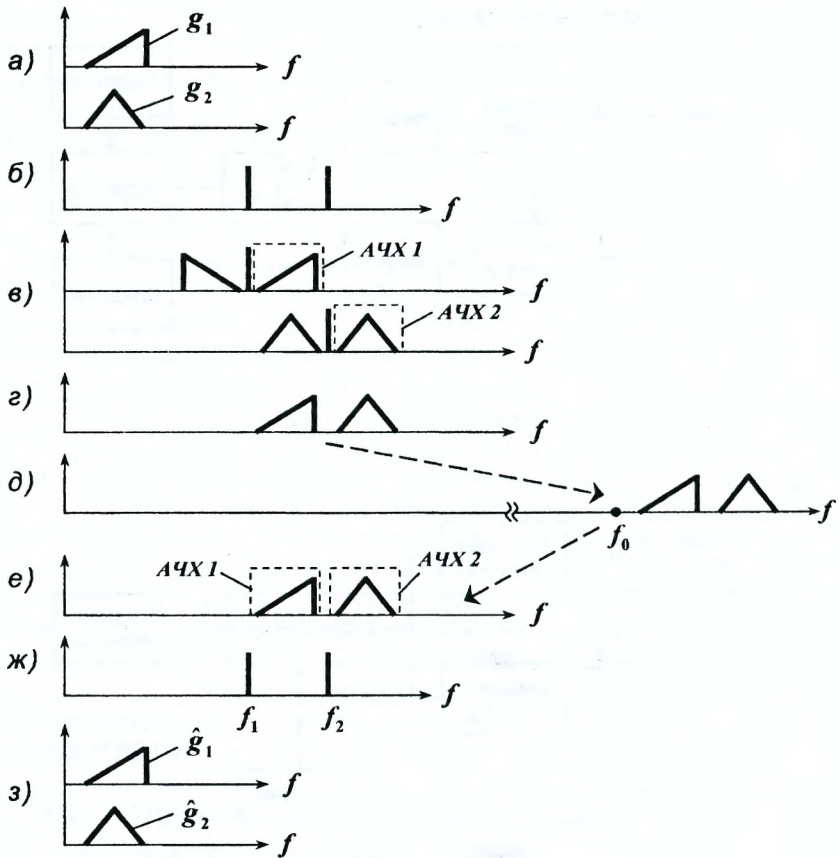 а)
g₁
f
g₂
f
б)
f
в)
АЧХ 1
f
АЧХ 2
f
г)
f
д)
f₀
f
е)
АЧХ 1
АЧХ 2
f
ж)
f₁
f₂
f
з)
ĝ₁
f
ĝ₂
f